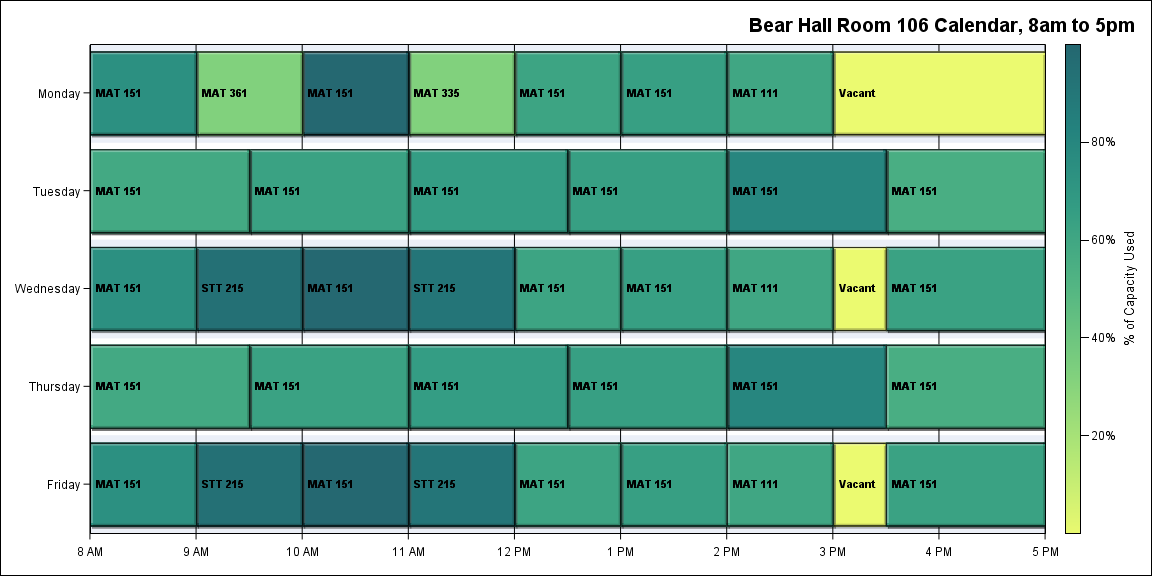 Bear Hall Room 106 Calendar, 8am to 5pm
Monday
MAT 151
MAT 361
MAT 151
MAT 335
MAT 151
MAT 151
MAT 111
Vacant
Tuesday
MAT 151
MAT 151
MAT 151
MAT 151
MAT 151
MAT 151
Wednesday
MAT 151
STT 215
MAT 151
STT 215
MAT 151
MAT 151
MAT 111
Vacant
MAT 151
Thursday
MAT 151
MAT 151
MAT 151
MAT 151
MAT 151
MAT 151
Friday
MAT 151
STT 215
MAT 151
STT 215
MAT 151
MAT 151
MAT 111
Vacant
MAT 151
8 AM
9 AM
10 AM
11 AM
12 PM
1 PM
2 PM
3 PM
4 PM
5 PM
80%
60%
40%
20%
% of Capacity Used